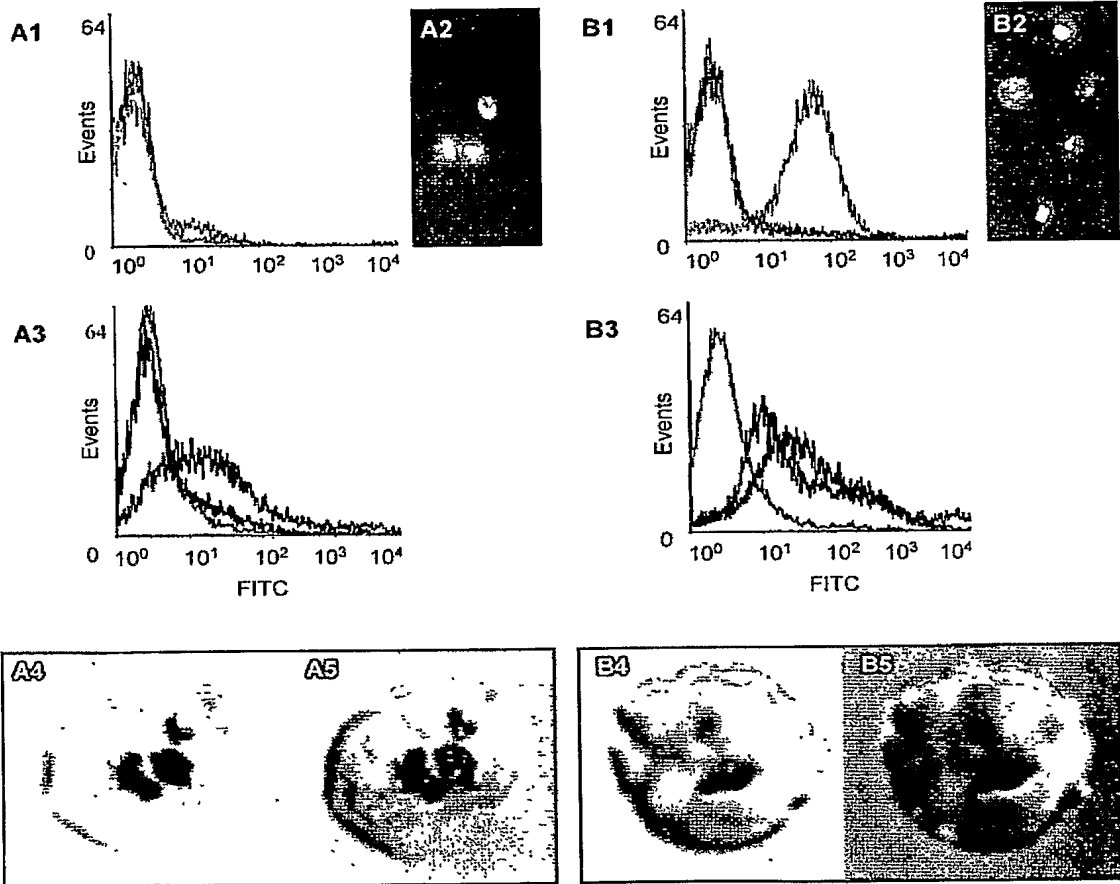 A1
64
Events
0
10⁰ 10¹ 10² 10³ 10⁴
A2
B1
64
Events
0
10⁰ 10¹ 10² 10³ 10⁴
B2
A3
64
Events
0
10⁰ 10¹ 10² 10³ 10⁴
FITC
B3
64
Events
0
10⁰ 10¹ 10² 10³ 10⁴
FITC
A4
A5
B4
B5